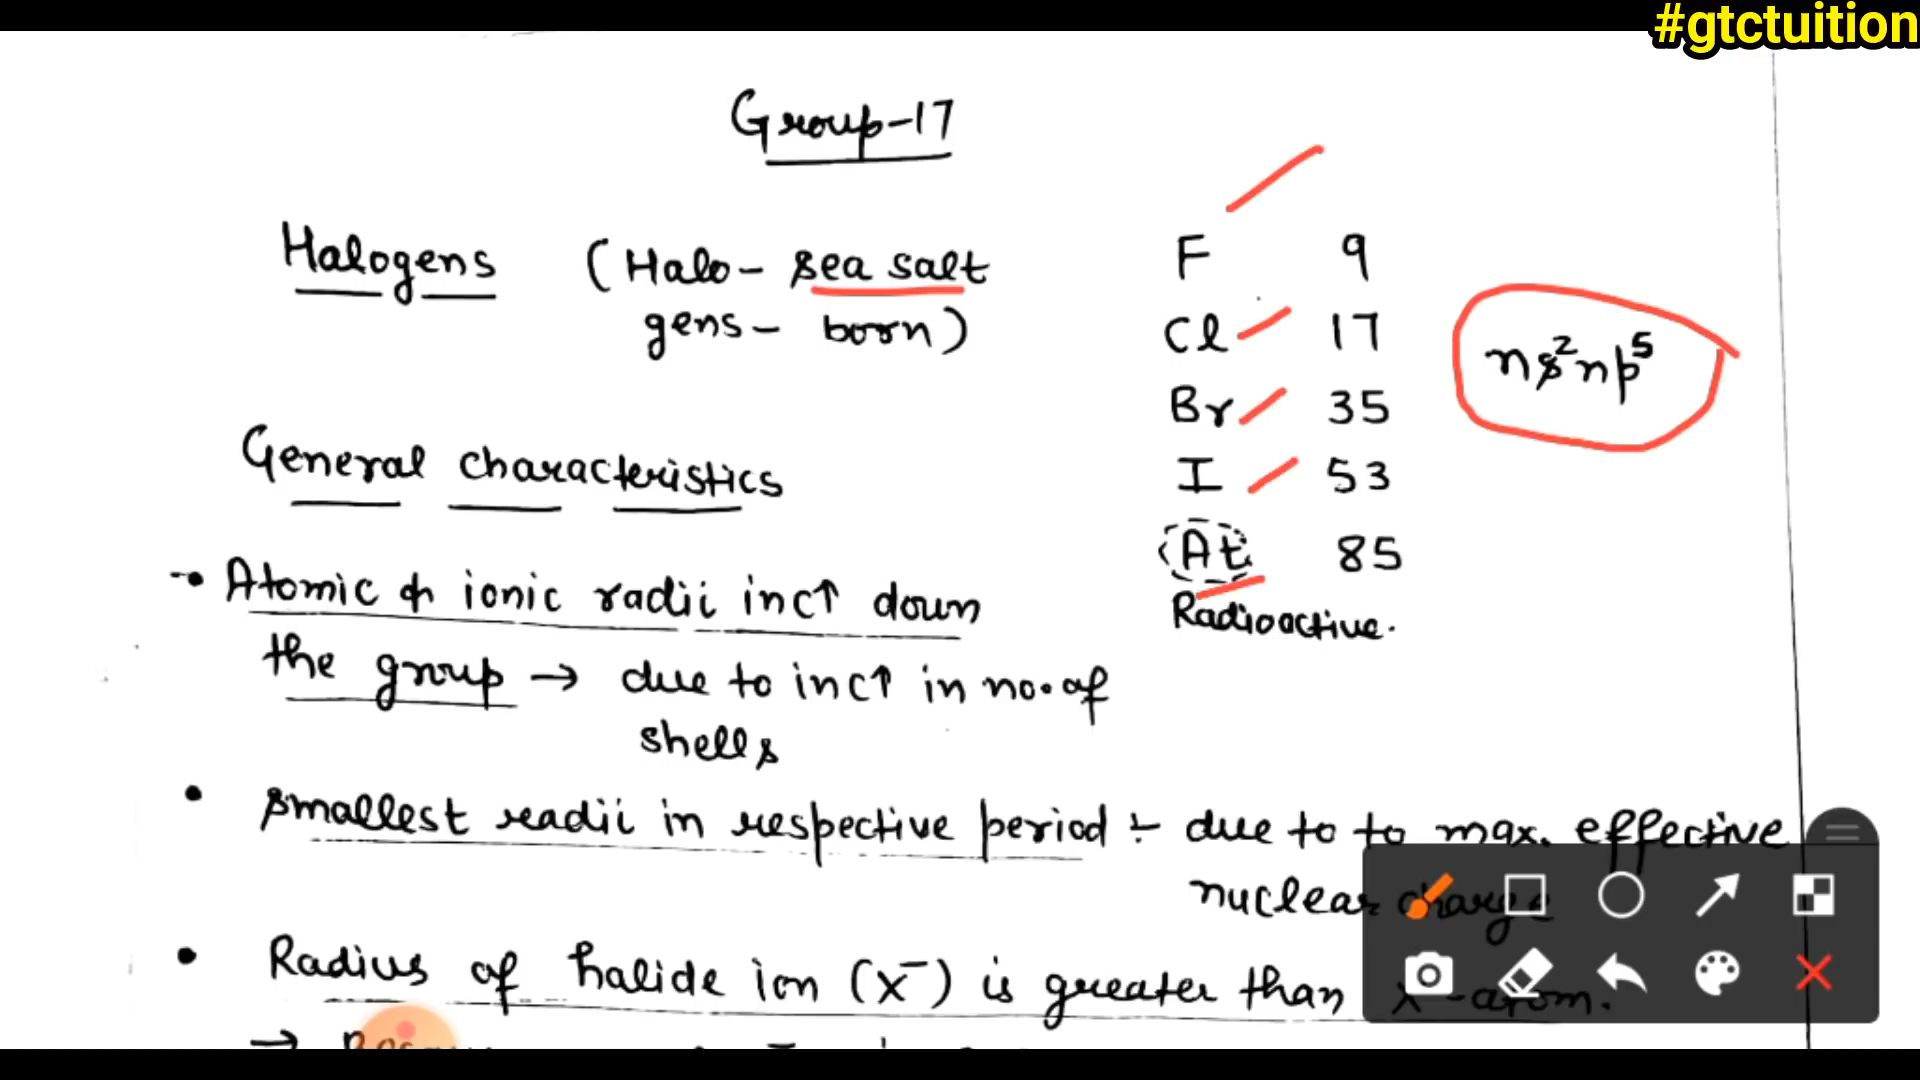 #gtctuition
Group-17
Halogens (Halo- sea salt
gens- born)
F 9
Cl 17
Br 35
I 53
At 85
Radioactive.
ns²np⁵
General characteristics
Atomic & ionic radii inc↑ down
the group → due to inc↑ in no. of
shells
• smallest readii in respective period :- due to to max. effective
nuclear charge
• Radius of halide ion (X⁻) is greater than X-atom.